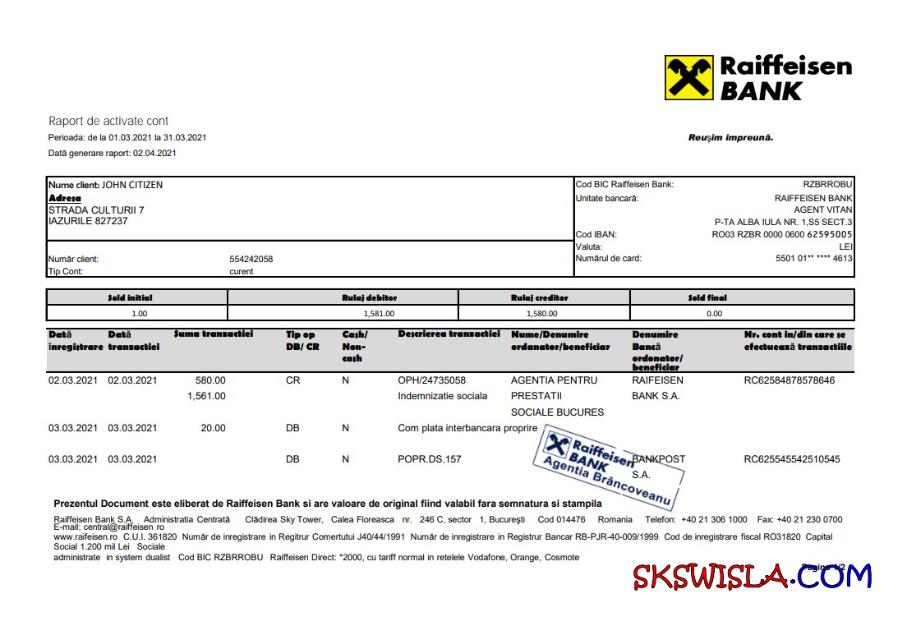 Raiffeisen
BANK
Raport de activate cont
Perioada: de la 01.03.2021 la 31.03.2021
Reuşim împreună.
Dată generare raport: 02.04.2021
Nume client: JOHN CITIZEN
Adresa
STRADA CULTURII 7
IAZURILE 827237
Număr client: 554242058
Tip Cont: curent
Cod BIC Raiffeisen Bank: RZBRROBU
Unitate bancară: RAIFFEISEN BANK
AGENT VITAN
P-TA ALBA IULA NR. 1,S5 SECT.3
Cod IBAN: RO03 RZBR 0000 0600 62595005
Valuta: LEI
Numărul de card: 5501 01** **** 4613
Sold initial Rulaj debitor Rulaj creditor Sold final
1.00 1,581.00 1,580.00 0.00
Dată Dată Suma tranzactiei Tip op Cash/ Descrierea tranzactiei Nume/Denumire Denumire Nr. cont in/din care se
inregistrare tranzactiei DB/ CR Non- ordanator/beneficiar Bancă efectuează tranzactiile
cash ordonator/
beneficiar
02.03.2021 02.03.2021 580.00 CR N OPH/24735058 AGENTIA PENTRU RAIFEISEN RC62584878578646
1,561.00 Indemnizatie sociala PRESTATII BANK S.A.
SOCIALE BUCURES
03.03.2021 03.03.2021 20.00 DB N Com plata interbancara proprire
03.03.2021 03.03.2021 DB N POPR.DS.157 BANKPOST RC625545542510545
S.A.
Raiffeisen
BANK
Agentia Brâncoveanu
Prezentul Document este eliberat de Raiffeisen Bank si are valoare de original fiind valabil fara semnatura si stampila
Raiffeisen Bank S.A. Administratia Centrată Clădirea Sky Tower, Calea Floreasca nr. 246 C, sector 1, Bucureşti Cod 014476 Romania Telefon: +40 21 306 1000 Fax: +40 21 230 0700
E-mail: central@raiffeisen ro
www.raiffeisen.ro C.U.I. 361820 Număr de inregistrare in Regitrur Comertutui J40/44/1991 Număr de inregistrare in Registrur Bancar RB-PJR-40-009/1999 Cod de inregistrare fiscal RO31820 Capital
Social 1.200 mil Lei Sociale
administrate in system dualist Cod BIC RZBRROBU Raiffeisen Direct: *2000, cu tariff normal in retelele Vodafone, Orange, Cosmote
SKSWISLA.COM